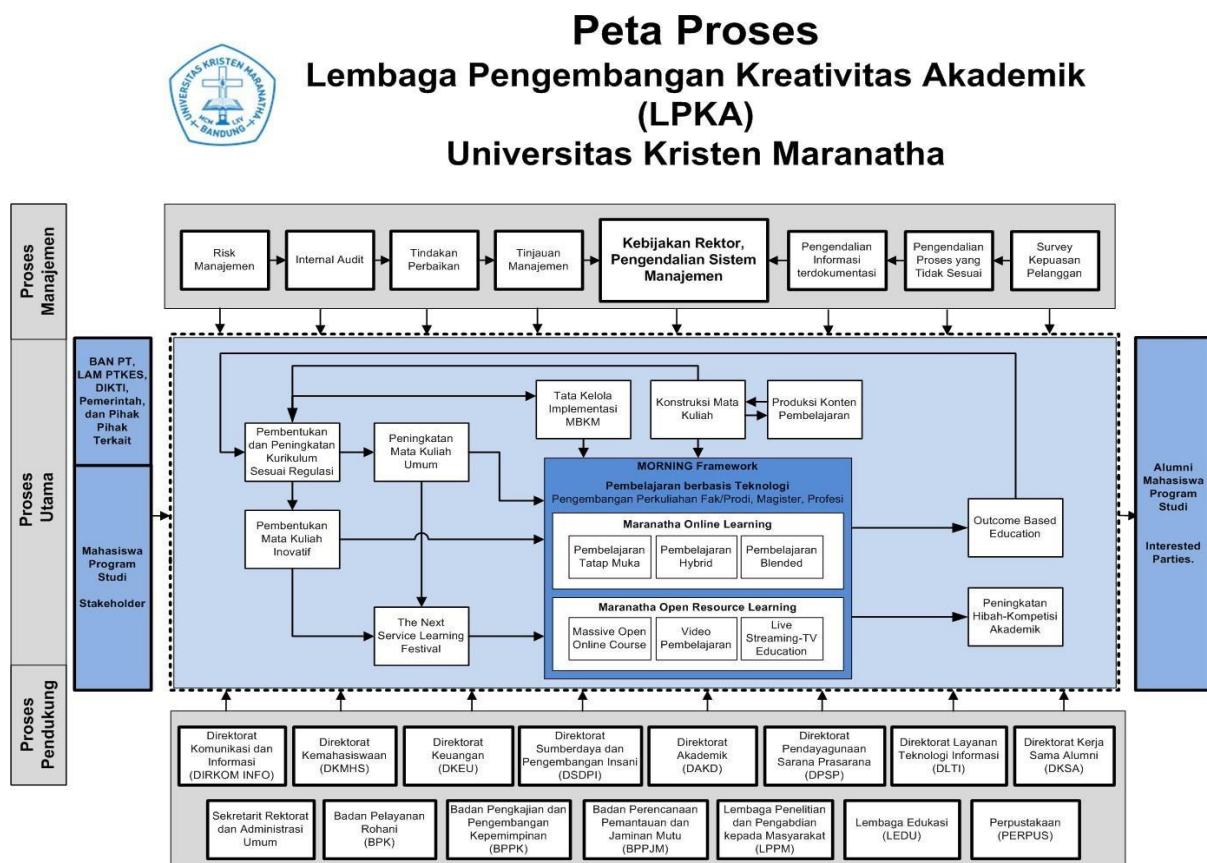 Peta Proses
Lembaga Pengembangan Kreativitas Akademik
(LPKA)
Universitas Kristen Maranatha
UNIVERSITAS KRISTEN MARANATHA
MCM LXV
BANDUNG
Proses
Manajemen
Risk
Manajemen
Internal Audit
Tindakan
Perbaikan
Tinjauan
Manajemen
Kebijakan Rektor,
Pengendalian Sistem
Manajemen
Pengendalian
Informasi
terdokumentasi
Pengendalian
Proses yang
Tidak Sesuai
Survey
Kepuasan
Pelanggan
Proses
Utama
BAN PT,
LAM PTKES,
DIKTI,
Pemerintah,
dan Pihak
Pihak
Terkait
Mahasiswa
Program
Studi
Stakeholder
Tata Kelola
Implementasi
MBKM
Konstruksi Mata
Kuliah
Produksi Konten
Pembelajaran
Pembentukan
dan Peningkatan
Kurikulum
Sesuai Regulasi
Peningkatan
Mata Kuliah
Umum
Pembentukan
Mata Kuliah
Inovatif
The Next
Service Learning
Festival
MORNING Framework
Pembelajaran berbasis Teknologi
Pengembangan Perkuliahan Fak/Prodi, Magister, Profesi
Maranatha Online Learning
Pembelajaran
Tatap Muka
Pembelajaran
Hybrid
Pembelajaran
Blended
Maranatha Open Resource Learning
Massive Open
Online Course
Video
Pembelajaran
Live
Streaming-TV
Education
Outcome Based
Education
Peningkatan
Hibah-Kompetisi
Akademik
Alumni
Mahasiswa
Program
Studi
Interested
Parties.
Proses
Pendukung
Direktorat
Komunikasi dan
Informasi
(DIRKOM INFO)
Direktorat
Kemahasiswaan
(DKMHS)
Direktorat
Keuangan
(DKEU)
Direktorat
Sumberdaya dan
Pengembangan Insani
(DSDPI)
Direktorat
Akademik
(DAKD)
Direktorat
Pendayagunaan
Sarana Prasarana
(DPSP)
Direktorat Layanan
Teknologi Informasi
(DLTI)
Direktorat Kerja
Sama Alumni
(DKSA)
Sekretarit Rektorat
dan Administrasi
Umum
Badan Pelayanan
Rohani
(BPK)
Badan Pengkajian dan
Pengembangan
Kepemimpinan
(BPPK)
Badan Perencanaan
Pemantauan dan
Jaminan Mutu
(BPPJM)
Lembaga Penelitian
dan Pengabdian
kepada Masyarakat
(LPPM)
Lembaga Edukasi
(LEDU)
Perpustakaan
(PERPUS)